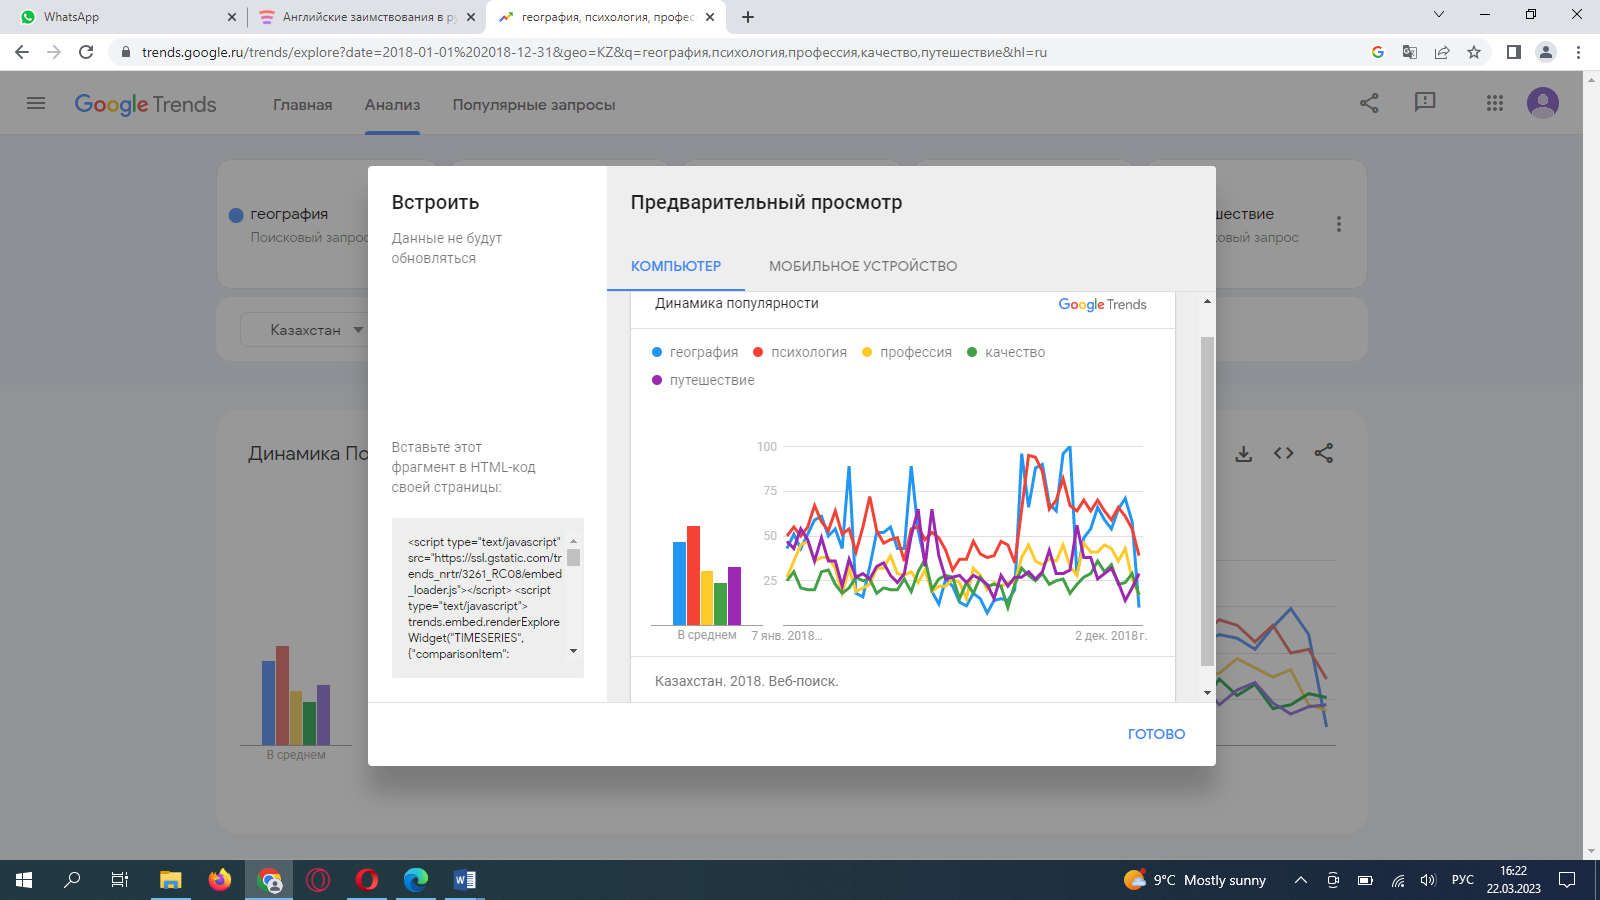 WhatsApp
Английские заимствования в ру
география, психология, профес
trends.google.ru/trends/explore?date=2018-01-01%202018-12-31&geo=KZ&q=география,психология,профессия,качество,путешествие&hl=ru
Google Trends
Главная
Анализ
Популярные запросы
география
Поисковый запрос
шествие
овый запрос
Казахстан
Динамика По
В среднем
Встроить
Данные не будут
обновляться
Вставьте этот
фрагмент в HTML-код
своей страницы:
<script type="text/javascript"
src="https://ssl.gstatic.com/tr
ends_nrtr/3261_RC08/embed
_loader.js"></script> <script
type="text/javascript">
trends.embed.renderExplore
Widget("TIMESERIES",
{"comparisonItem":
Предварительный просмотр
КОМПЬЮТЕР
МОБИЛЬНОЕ УСТРОЙСТВО
Динамика популярности
Google Trends
география
психология
профессия
качество
путешествие
100
75
50
25
В среднем
7 янв. 2018…
2 дек. 2018 г.
Казахстан. 2018. Веб-поиск.
ГОТОВО
9°C Mostly sunny
РУС
16:22
22.03.2023